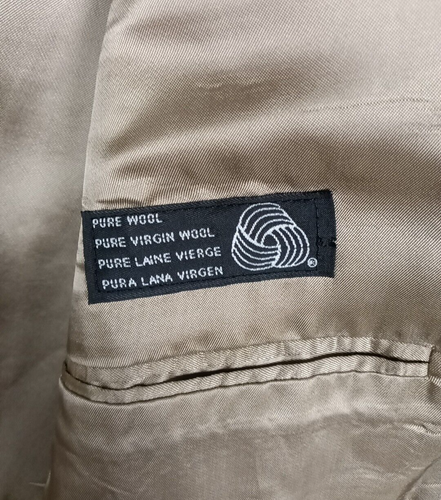 PURE WOOL
PURE VIRGIN WOOL
PURE LAINE VIERGE
PURA LANA VIRGEN
®